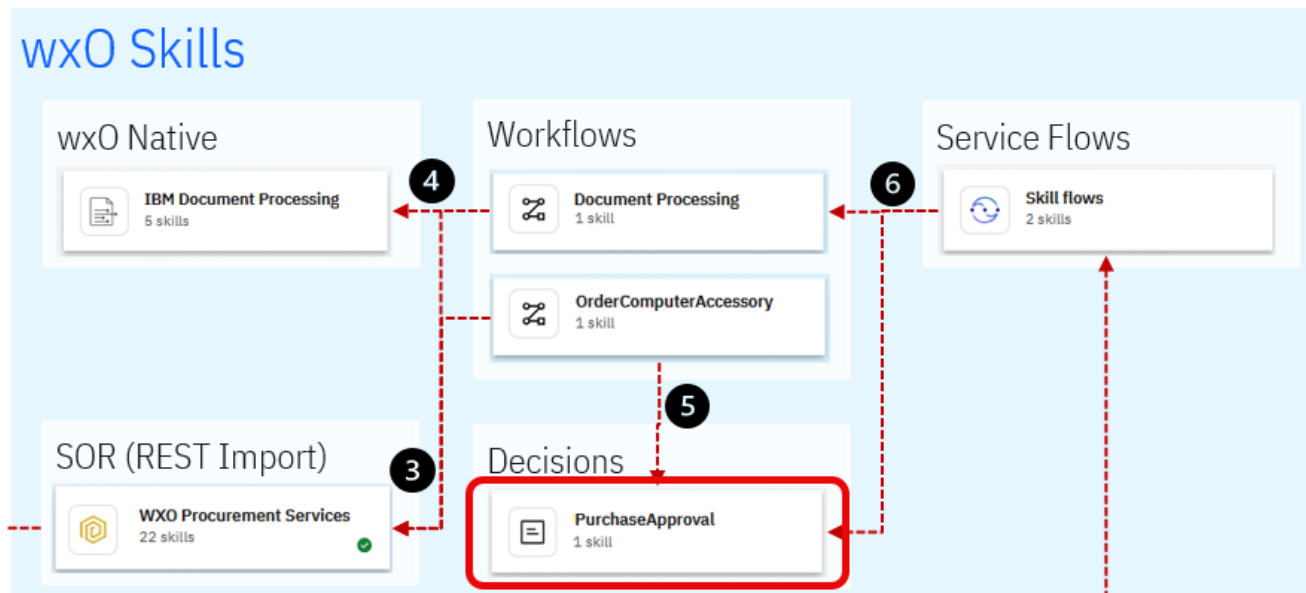 wxO Skills
wxO Native
IBM Document Processing
5 skills
4
Workflows
Document Processing
1 skill
OrderComputerAccessory
1 skill
6
Service Flows
Skill flows
2 skills
5
SOR (REST Import)
3
WXO Procurement Services
22 skills
Decisions
PurchaseApproval
1 skill